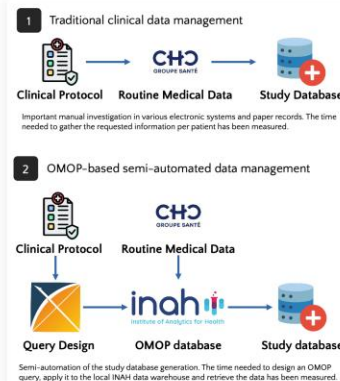 1 Traditional clinical data management
CHC
GROUPE SANTÉ
Clinical Protocol Routine Medical Data Study Database
Important manual investigation in various electronic systems and paper records. The time
needed to gather the requested information per patient has been measured.
2 OMOP-based semi-automated data management
CHC
GROUPE SANTÉ
Clinical Protocol Routine Medical Data
inah
Institute of Analytics for Health
Query Design OMOP database Study database
Semi-automation of the study database generation. The time needed to design an OMOP
query, apply it to the local INAH data warehouse and retrieve the data has been measured.